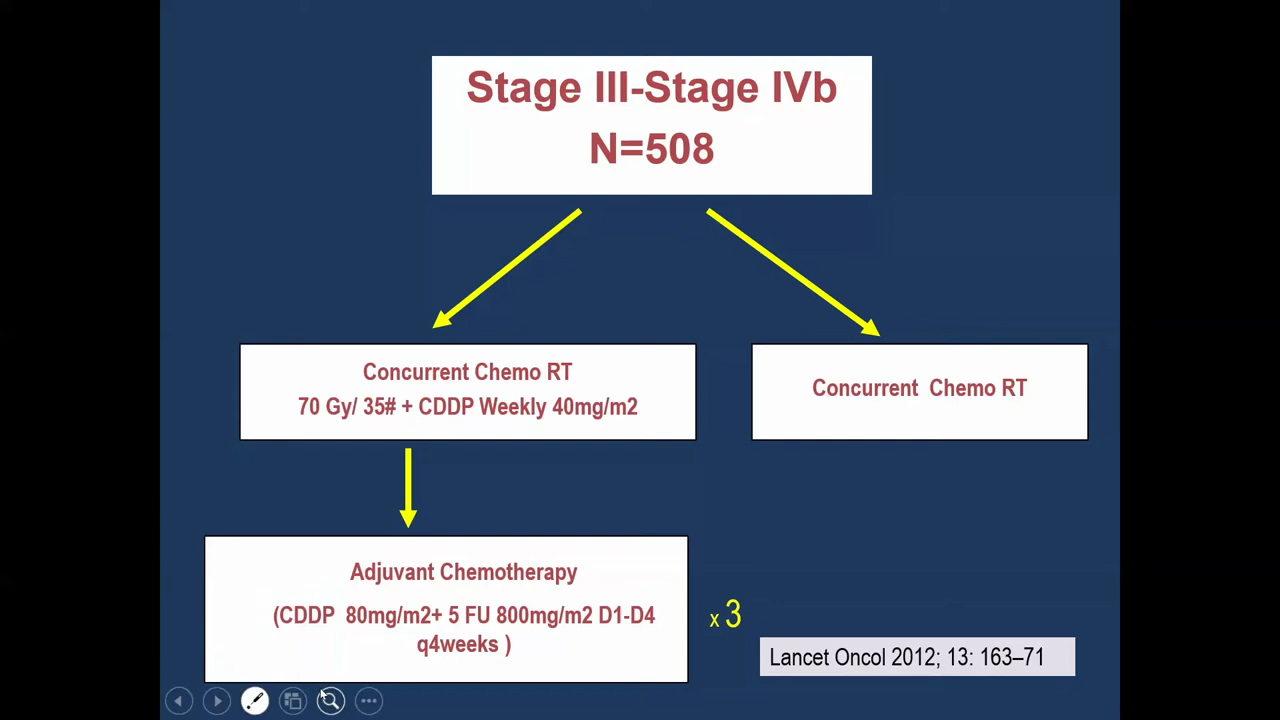 Stage III-Stage IVb
N=508
Concurrent Chemo RT
70 Gy/ 35# + CDDP Weekly 40mg/m2
Concurrent Chemo RT
Adjuvant Chemotherapy
(CDDP 80mg/m2+ 5 FU 800mg/m2 D1-D4
q4weeks )
x 3
Lancet Oncol 2012; 13: 163–71